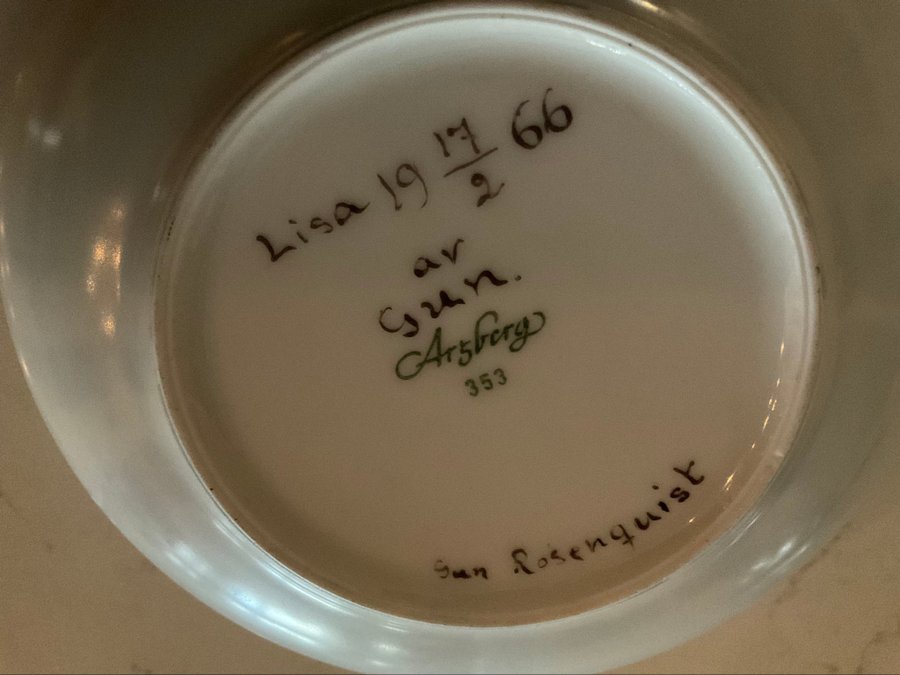 Lisa 19 17/2 66
av
Gun.
Arzberg
353
Gun Rosenquist